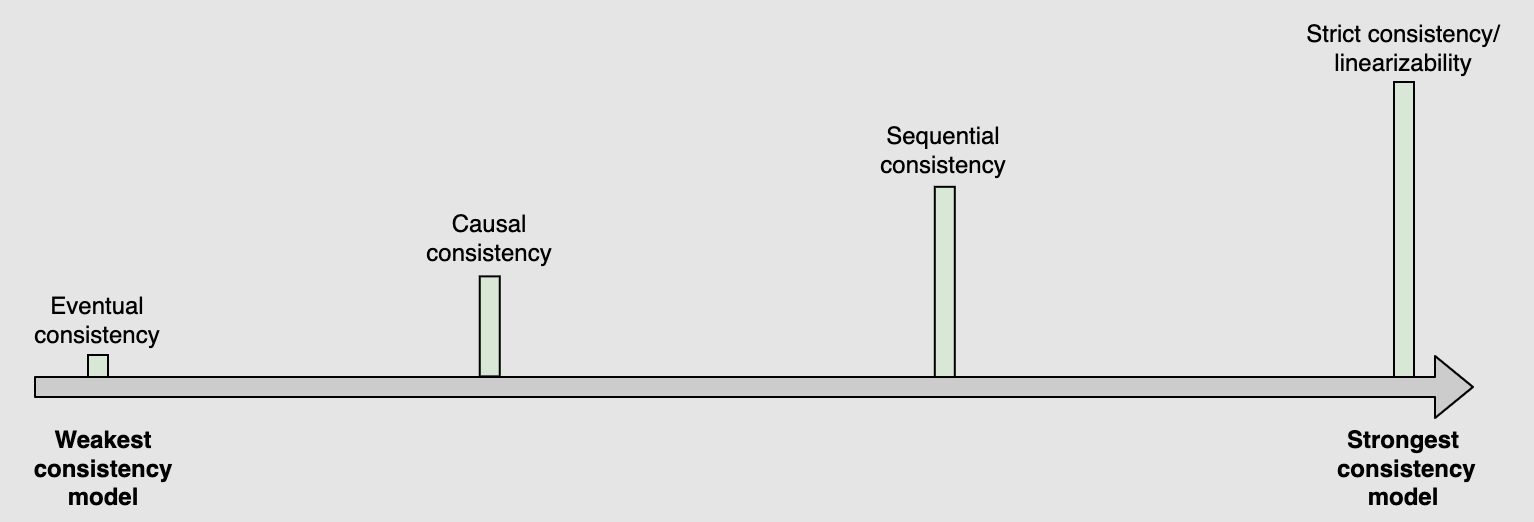 Strict consistency/
linearizability
Sequential
consistency
Causal
consistency
Eventual
consistency
Weakest
consistency
model
Strongest
consistency
model